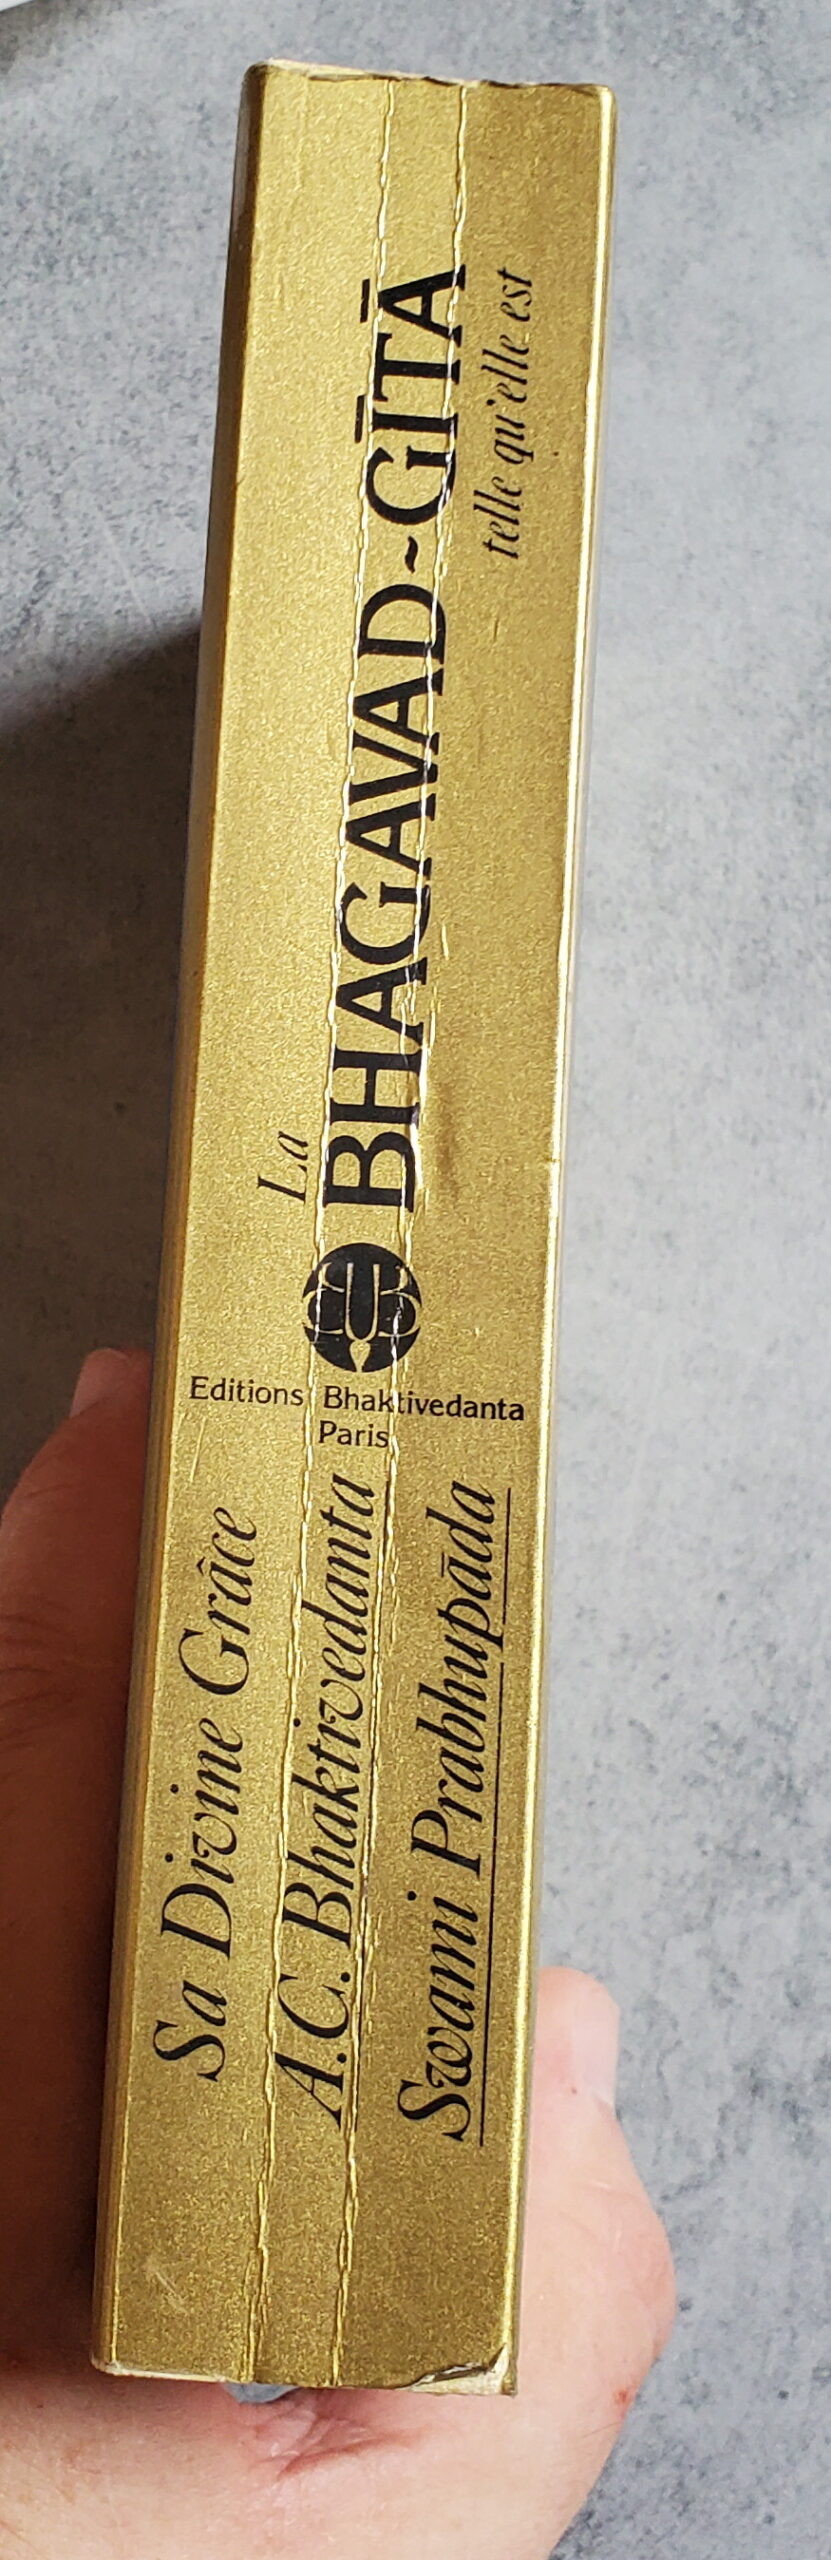 La
BHAGAVAD-GĪTĀ
telle qu'elle est
Editions Bhaktivedanta
Paris
Sa Divine Grâce
A.C. Bhaktivedanta
Swami Prabhupāda